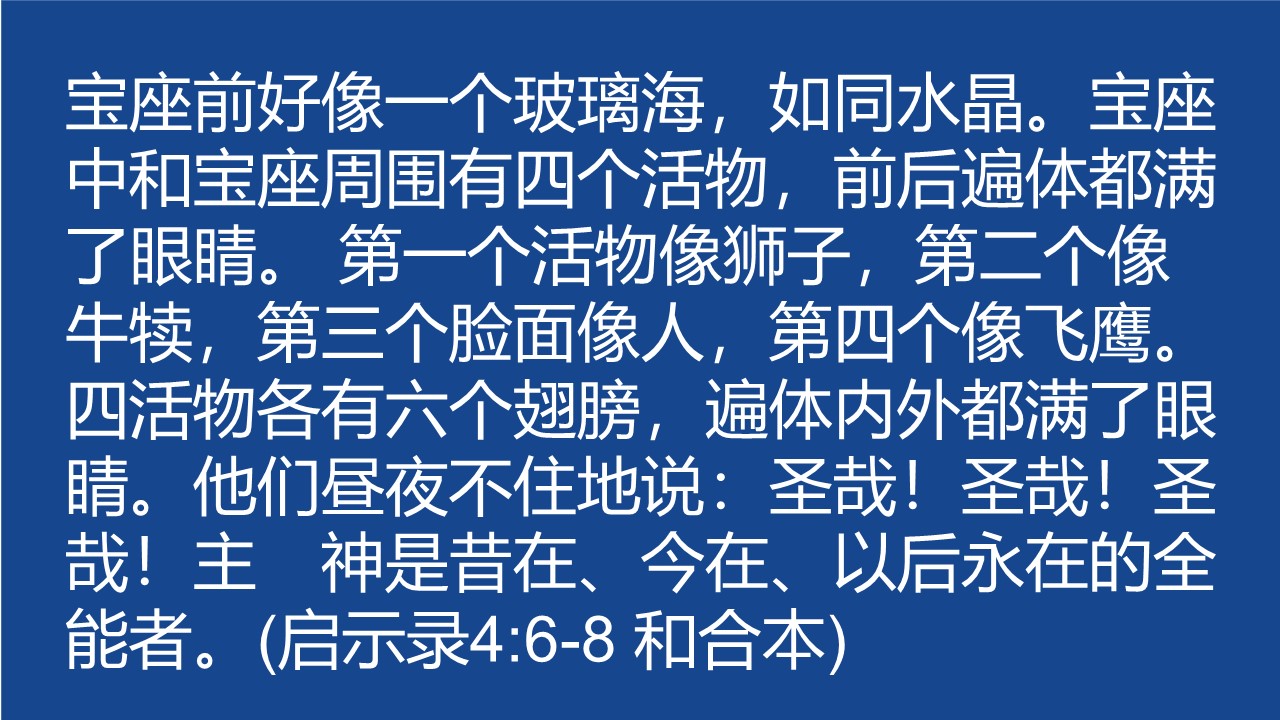 宝座前好像一个玻璃海，如同水晶。宝座
中和宝座周围有四个活物，前后遍体都满
了眼睛。 第一个活物像狮子，第二个像
牛犊，第三个脸面像人，第四个像飞鹰。
四活物各有六个翅膀，遍体内外都满了眼
睛。他们昼夜不住地说：圣哉！圣哉！圣
哉！主　神是昔在、今在、以后永在的全
能者。(启示录4:6-8 和合本)